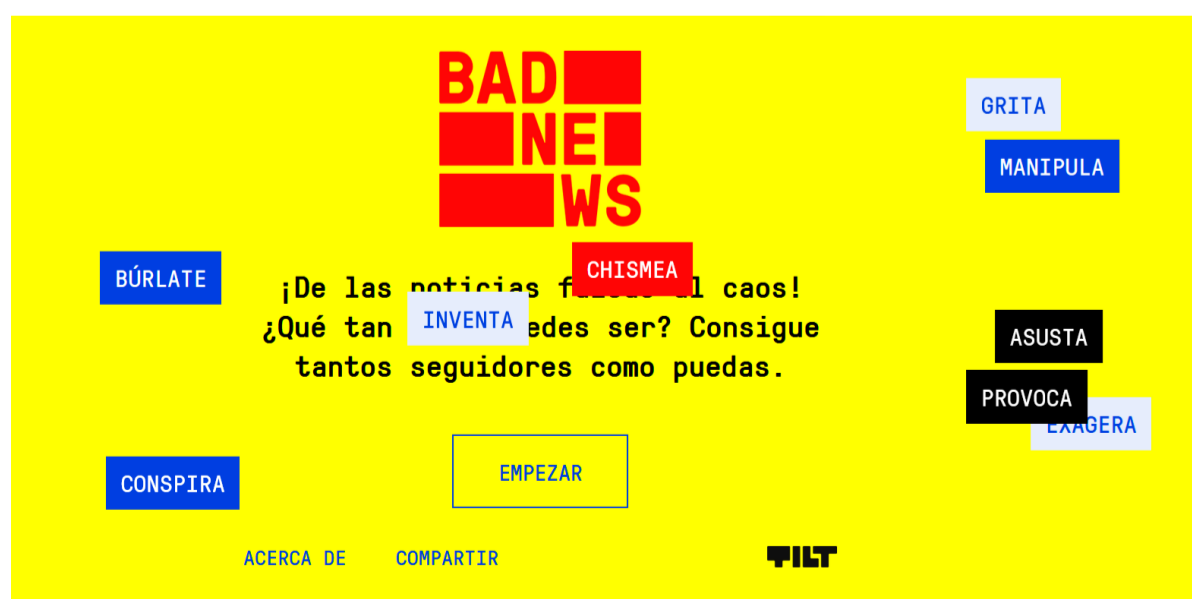 BAD
NE
WS
GRITA
MANIPULA
BÚRLATE
CHISMEA
¡De las noticias falsas al caos!
INVENTA
¿Qué tan edes ser? Consigue
tantos seguidores como puedas.
ASUSTA
PROVOCA
EXAGERA
CONSPIRA
EMPEZAR
ACERCA DE
COMPARTIR
TILT